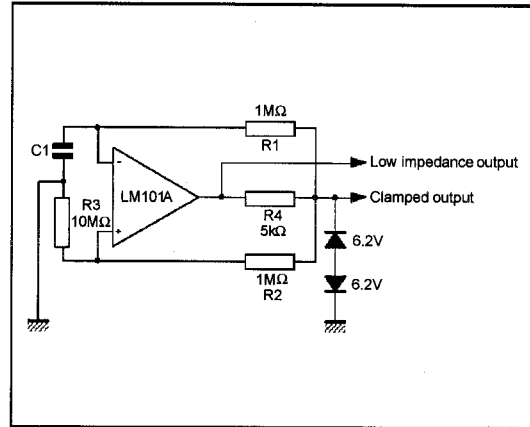 1MΩ
R1
C1
-
LM101A
Low impedance output
R3
10MΩ
R4
5kΩ
Clamped output
+
6.2V
1MΩ
R2
6.2V